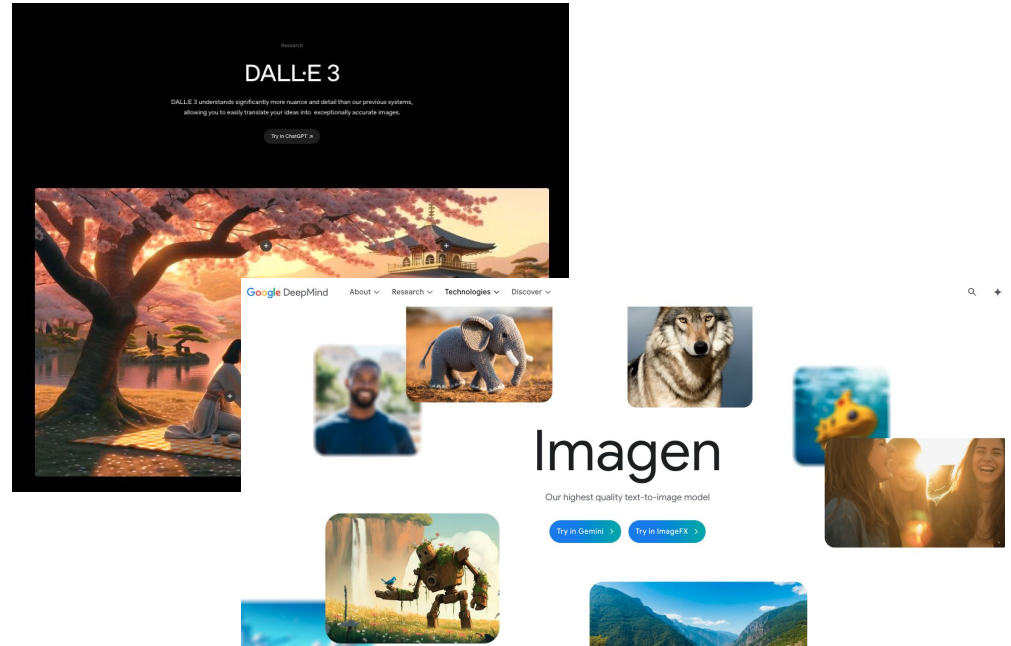 Research
DALL·E 3
DALL·E 3 understands significantly more nuance and detail than our previous systems,
allowing you to easily translate your ideas into exceptionally accurate images.
Try in ChatGPT
Google DeepMind
About
Research
Technologies
Discover
Imagen
Our highest quality text-to-image model
Try in Gemini
Try in ImageFX